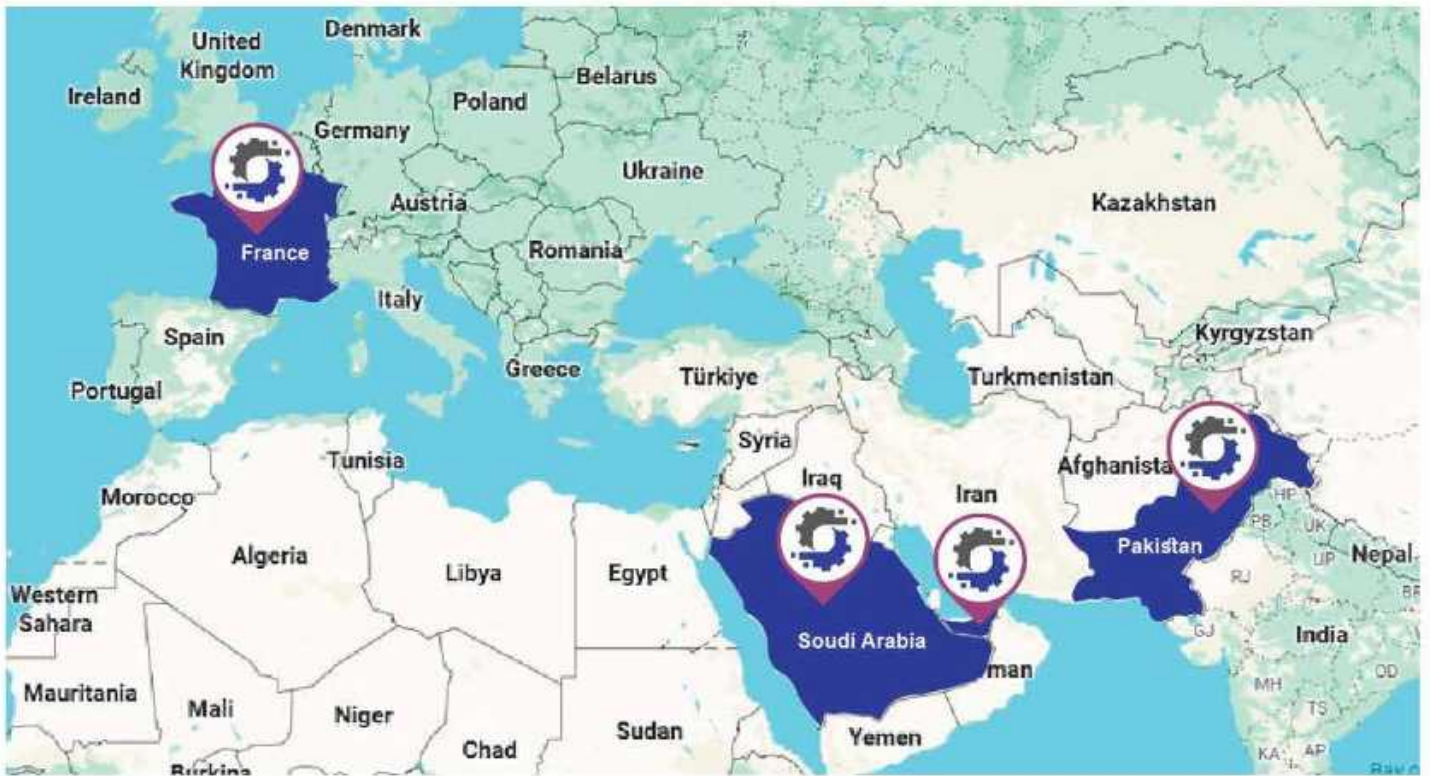 Denmark
United
Kingdom
Ireland
Belarus
Poland
Germany
Ukraine
Austria
Kazakhstan
France
Romania
Italy
Spain
Kyrgyzstan
Greece
Türkiye
Turkmenistan
Portugal
Syria
Tunisia
Afghanista
Iraq
Iran
Morocco
HP
PB
UK
Pakistan
Algeria
Libya
Egypt
UP
Nepal
RJ
Western
Sahara
BR
GJ
India
Soudi Arabia
man
Mauritania
MH
OD
Mali
Niger
TS
Sudan
Yemen
Chad
KA
AP
Burkina